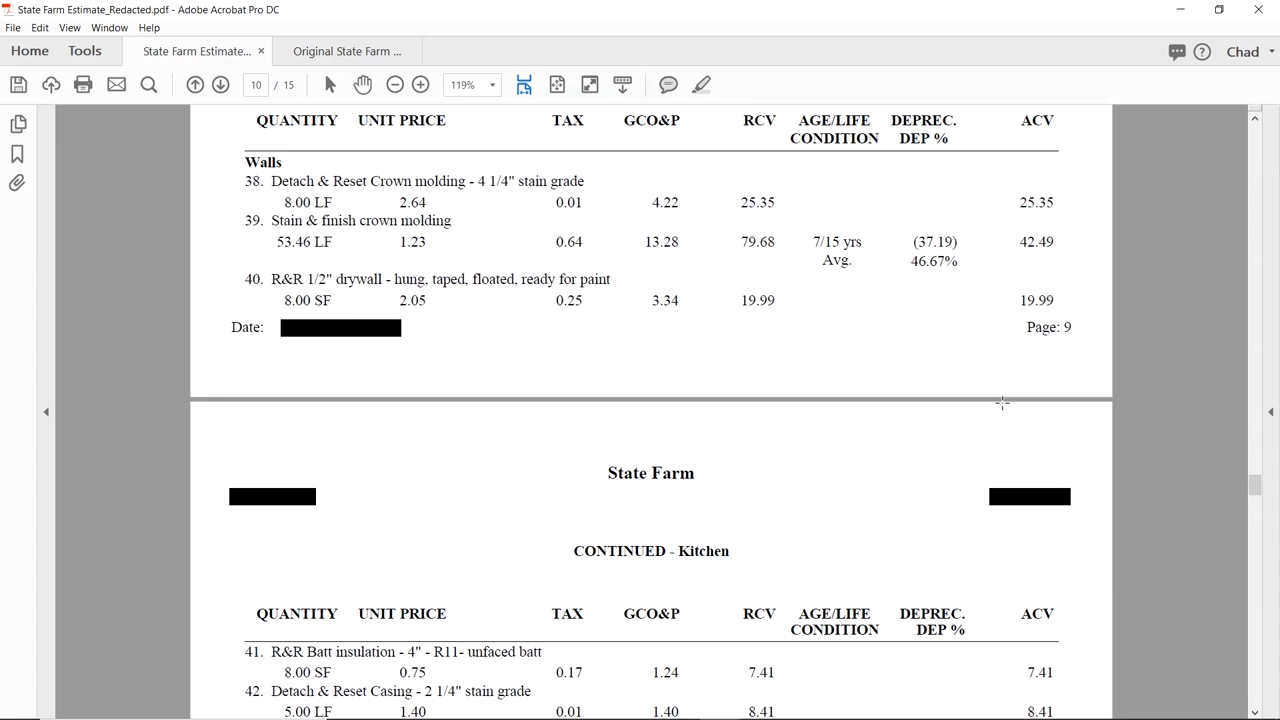 State Farm Estimate_Redacted.pdf - Adobe Acrobat Pro DC
File Edit View Window Help
Home Tools State Farm Estimate... × Original State Farm ... Chad
10 / 15 119%
QUANTITY UNIT PRICE TAX GCO&P RCV AGE/LIFE DEPREC. ACV
CONDITION DEP %
Walls
38. Detach & Reset Crown molding - 4 1/4" stain grade
8.00 LF 2.64 0.01 4.22 25.35 25.35
39. Stain & finish crown molding
53.46 LF 1.23 0.64 13.28 79.68 7/15 yrs (37.19) 42.49
Avg. 46.67%
40. R&R 1/2" drywall - hung, taped, floated, ready for paint
8.00 SF 2.05 0.25 3.34 19.99 19.99
Date: Page: 9
State Farm
CONTINUED - Kitchen
QUANTITY UNIT PRICE TAX GCO&P RCV AGE/LIFE DEPREC. ACV
CONDITION DEP %
41. R&R Batt insulation - 4" - R11- unfaced batt
8.00 SF 0.75 0.17 1.24 7.41 7.41
42. Detach & Reset Casing - 2 1/4" stain grade
5.00 LF 1.40 0.01 1.40 8.41 8.41